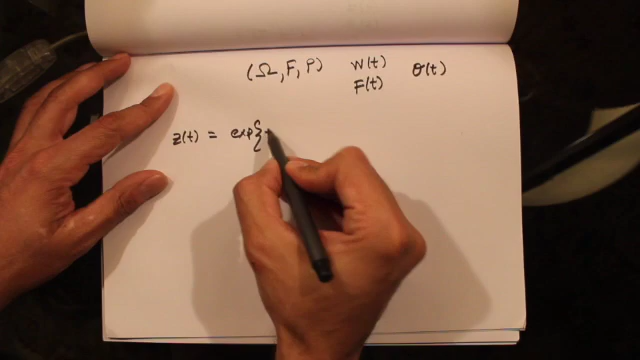 (Ω, F, P) W(t) θ(t)
F(t)
Z(t) = exp{-